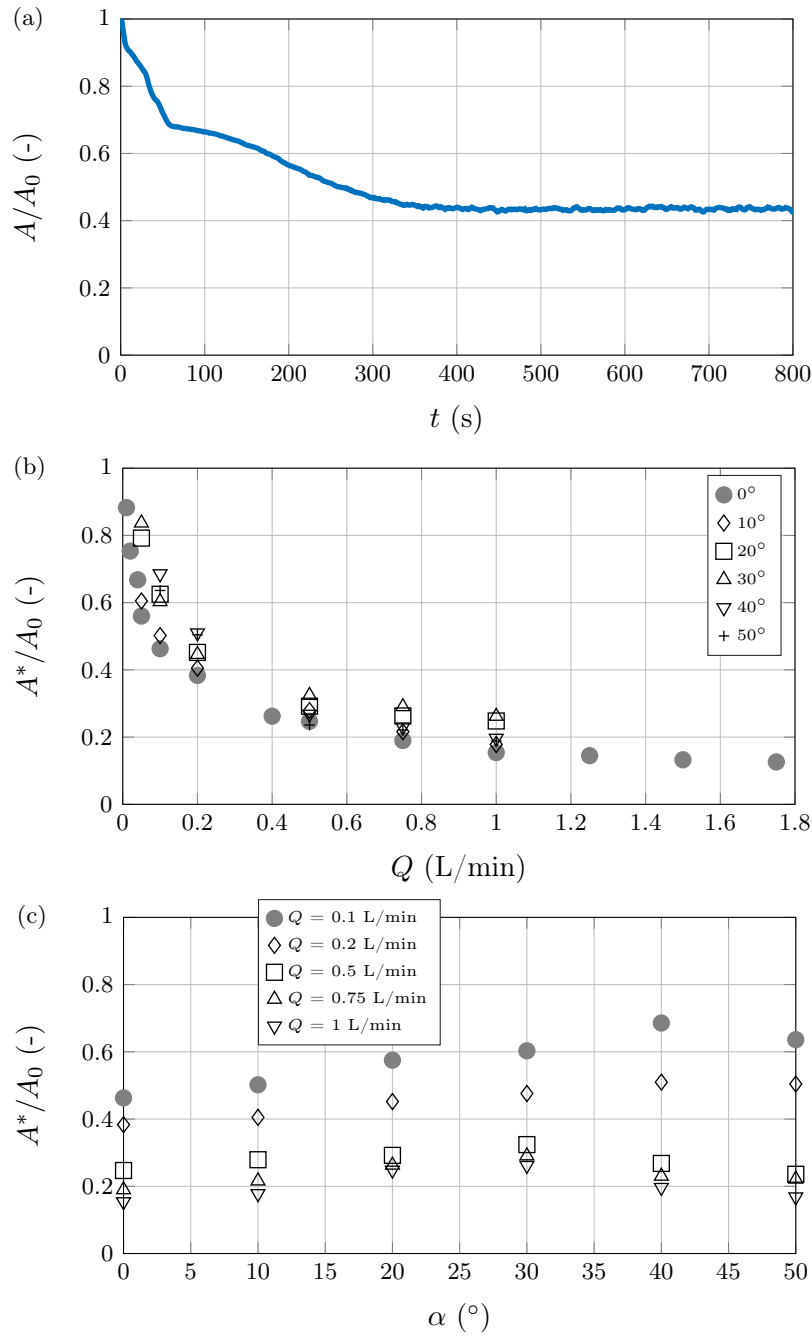 (a)
1
0.8
0.6
0.4
0.2
0
A/A₀ (-)
0 100 200 300 400 500 600 700 800
t (s)
(b)
1
0.8
0.6
0.4
0.2
0
A*/A₀ (-)
0°
10°
20°
30°
40°
50°
0 0.2 0.4 0.6 0.8 1 1.2 1.4 1.6 1.8
Q (L/min)
(c)
1
0.8
0.6
0.4
0.2
0
A*/A₀ (-)
Q = 0.1 L/min
Q = 0.2 L/min
Q = 0.5 L/min
Q = 0.75 L/min
Q = 1 L/min
0 5 10 15 20 25 30 35 40 45 50
α (°)